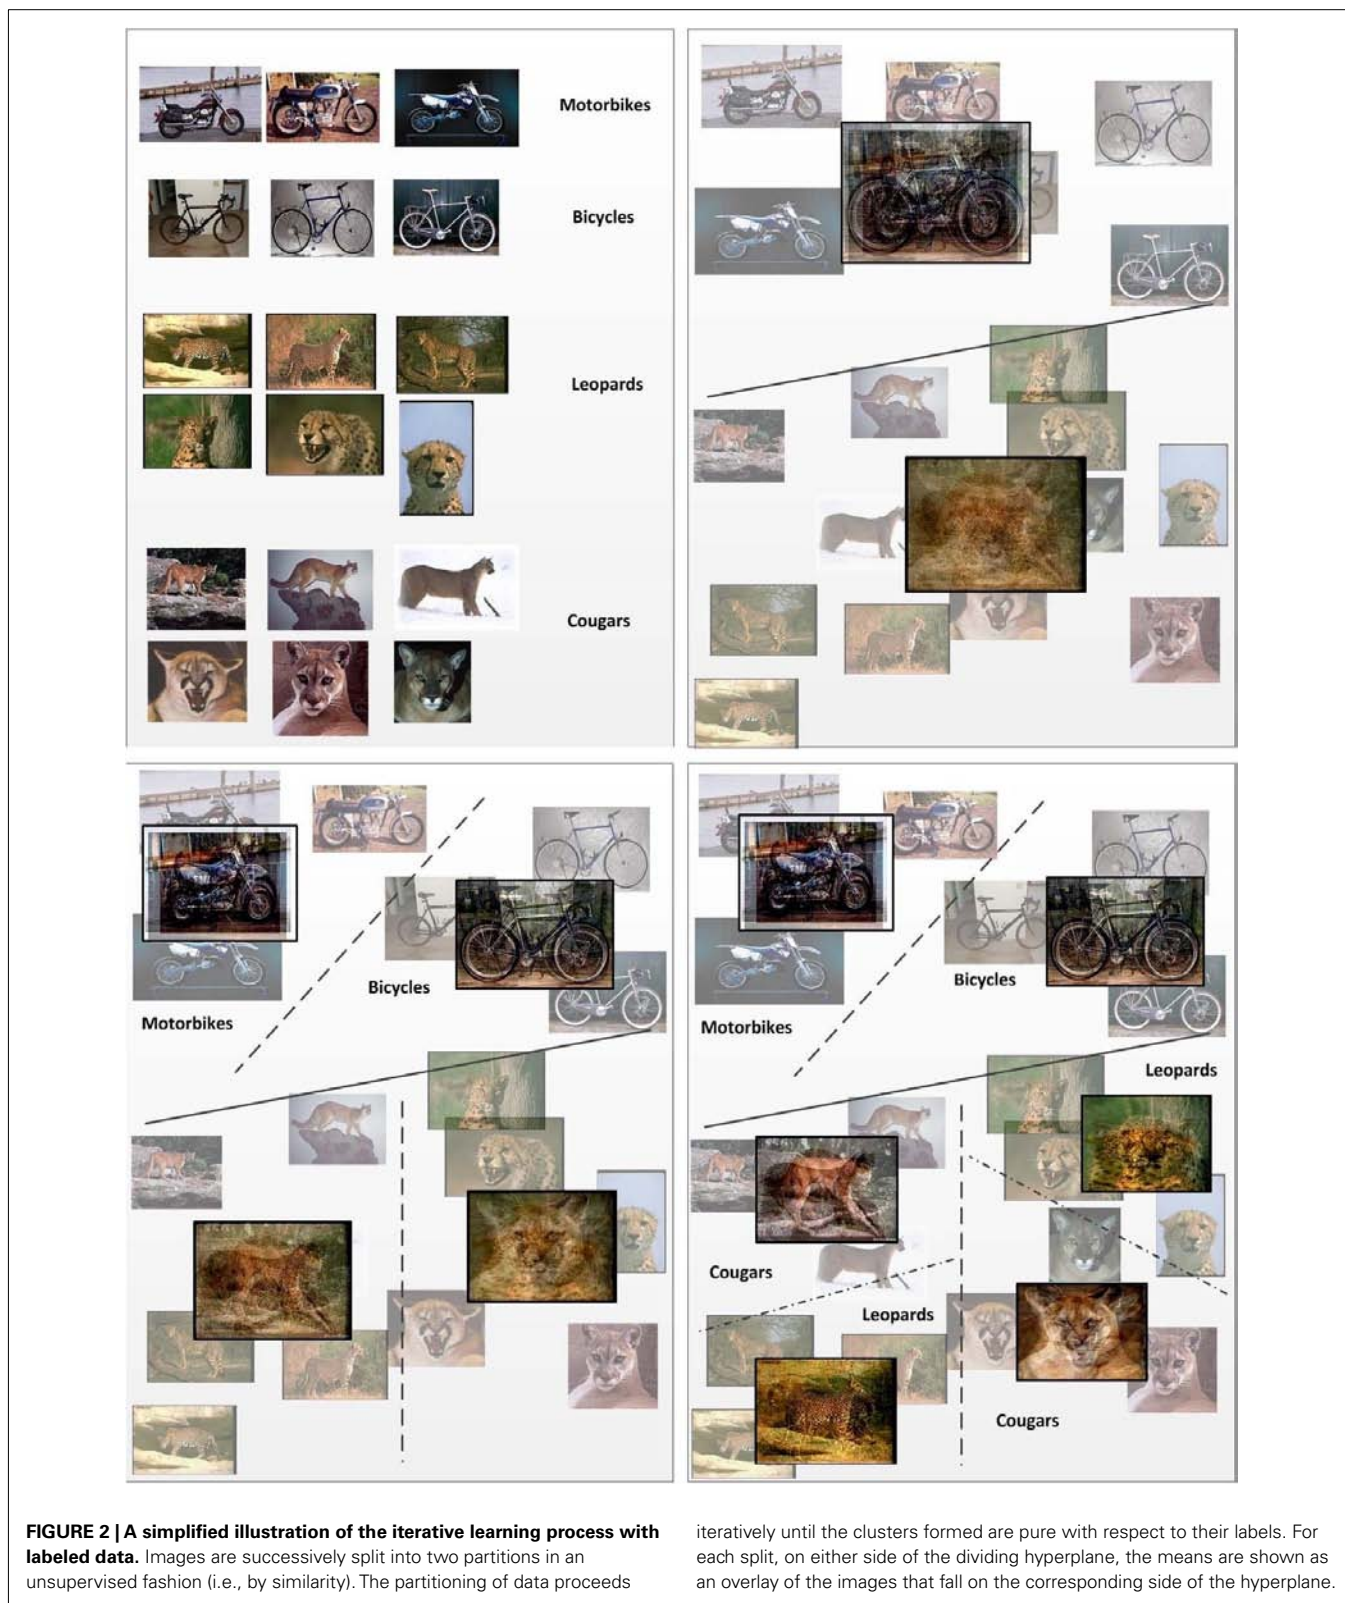 Motorbikes
Bicycles
Leopards
Cougars
Bicycles
Motorbikes
Bicycles
Motorbikes
Leopards
Cougars
Leopards
Cougars
FIGURE 2 | A simplified illustration of the iterative learning process with
labeled data. Images are successively split into two partitions in an
unsupervised fashion (i.e., by similarity). The partitioning of data proceeds
iteratively until the clusters formed are pure with respect to their labels. For
each split, on either side of the dividing hyperplane, the means are shown as
an overlay of the images that fall on the corresponding side of the hyperplane.